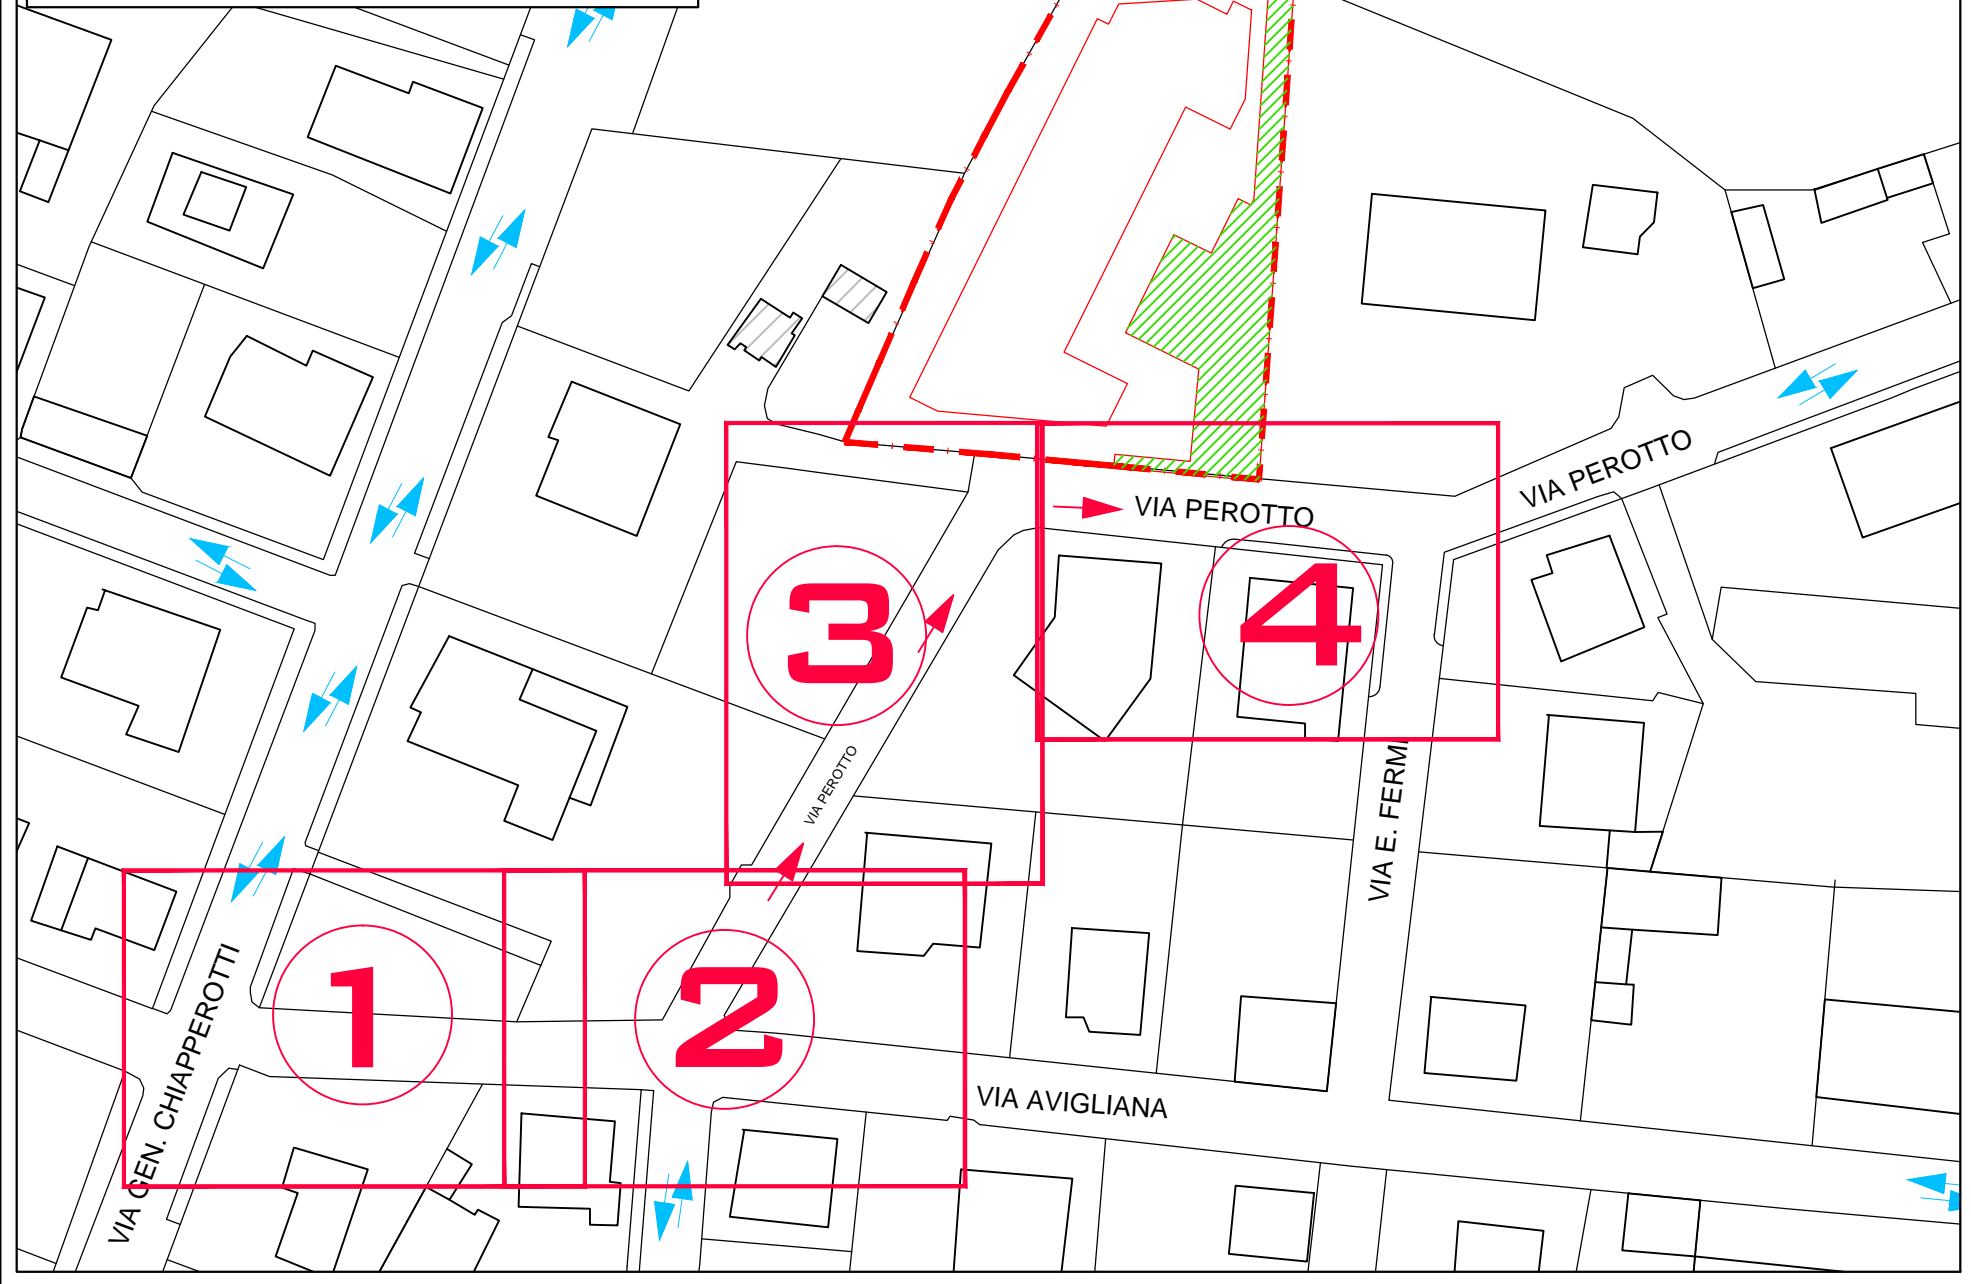 VIA PEROTTO
VIA PEROTTO
3
4
VIA PEROTTO
VIA E. FERMI
1
2
VIA GEN. CHIAPPEROTTI
VIA AVIGLIANA